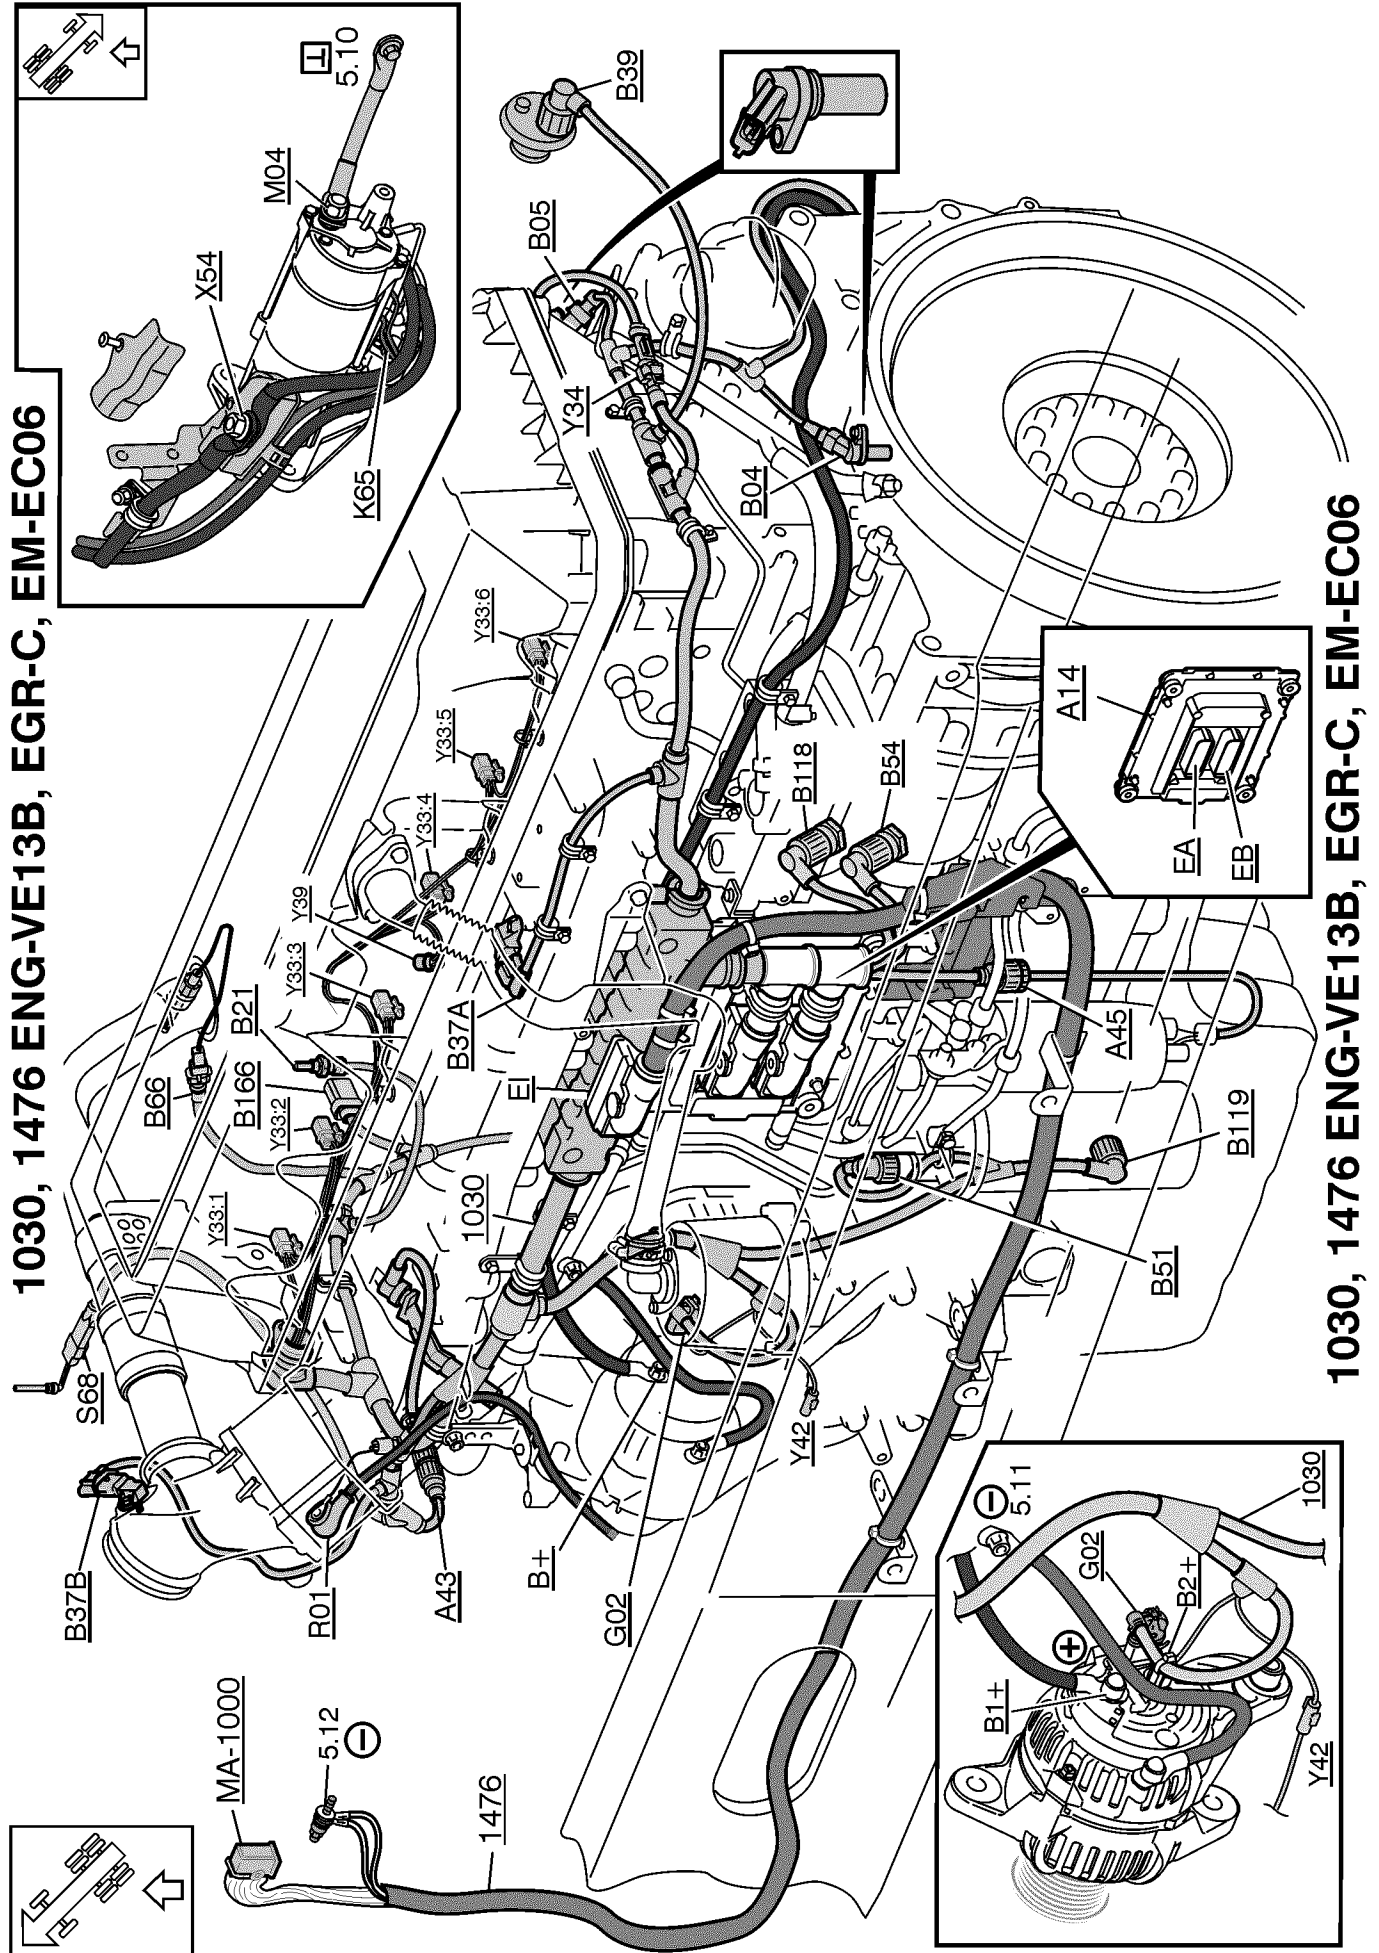 1030, 1476 ENG-VE13B, EGR-C, EM-EC06
T
5.10
M04
X54
K65
B39
B05
Y34
B04
Y33:6
Y33:5
Y33:4
Y39
Y33:3
B21
B166
Y33:2
B66
Y33:1
S68
B37B
R01
A43
B37A
EI
1030
B118
B54
A14
EA
EB
A45
B119
B51
Y42
B+
G02
MA-1000
5.12
−
1476
−
5.11
1030
G02
B2+
+
B1+
Y42
1030, 1476 ENG-VE13B, EGR-C, EM-EC06